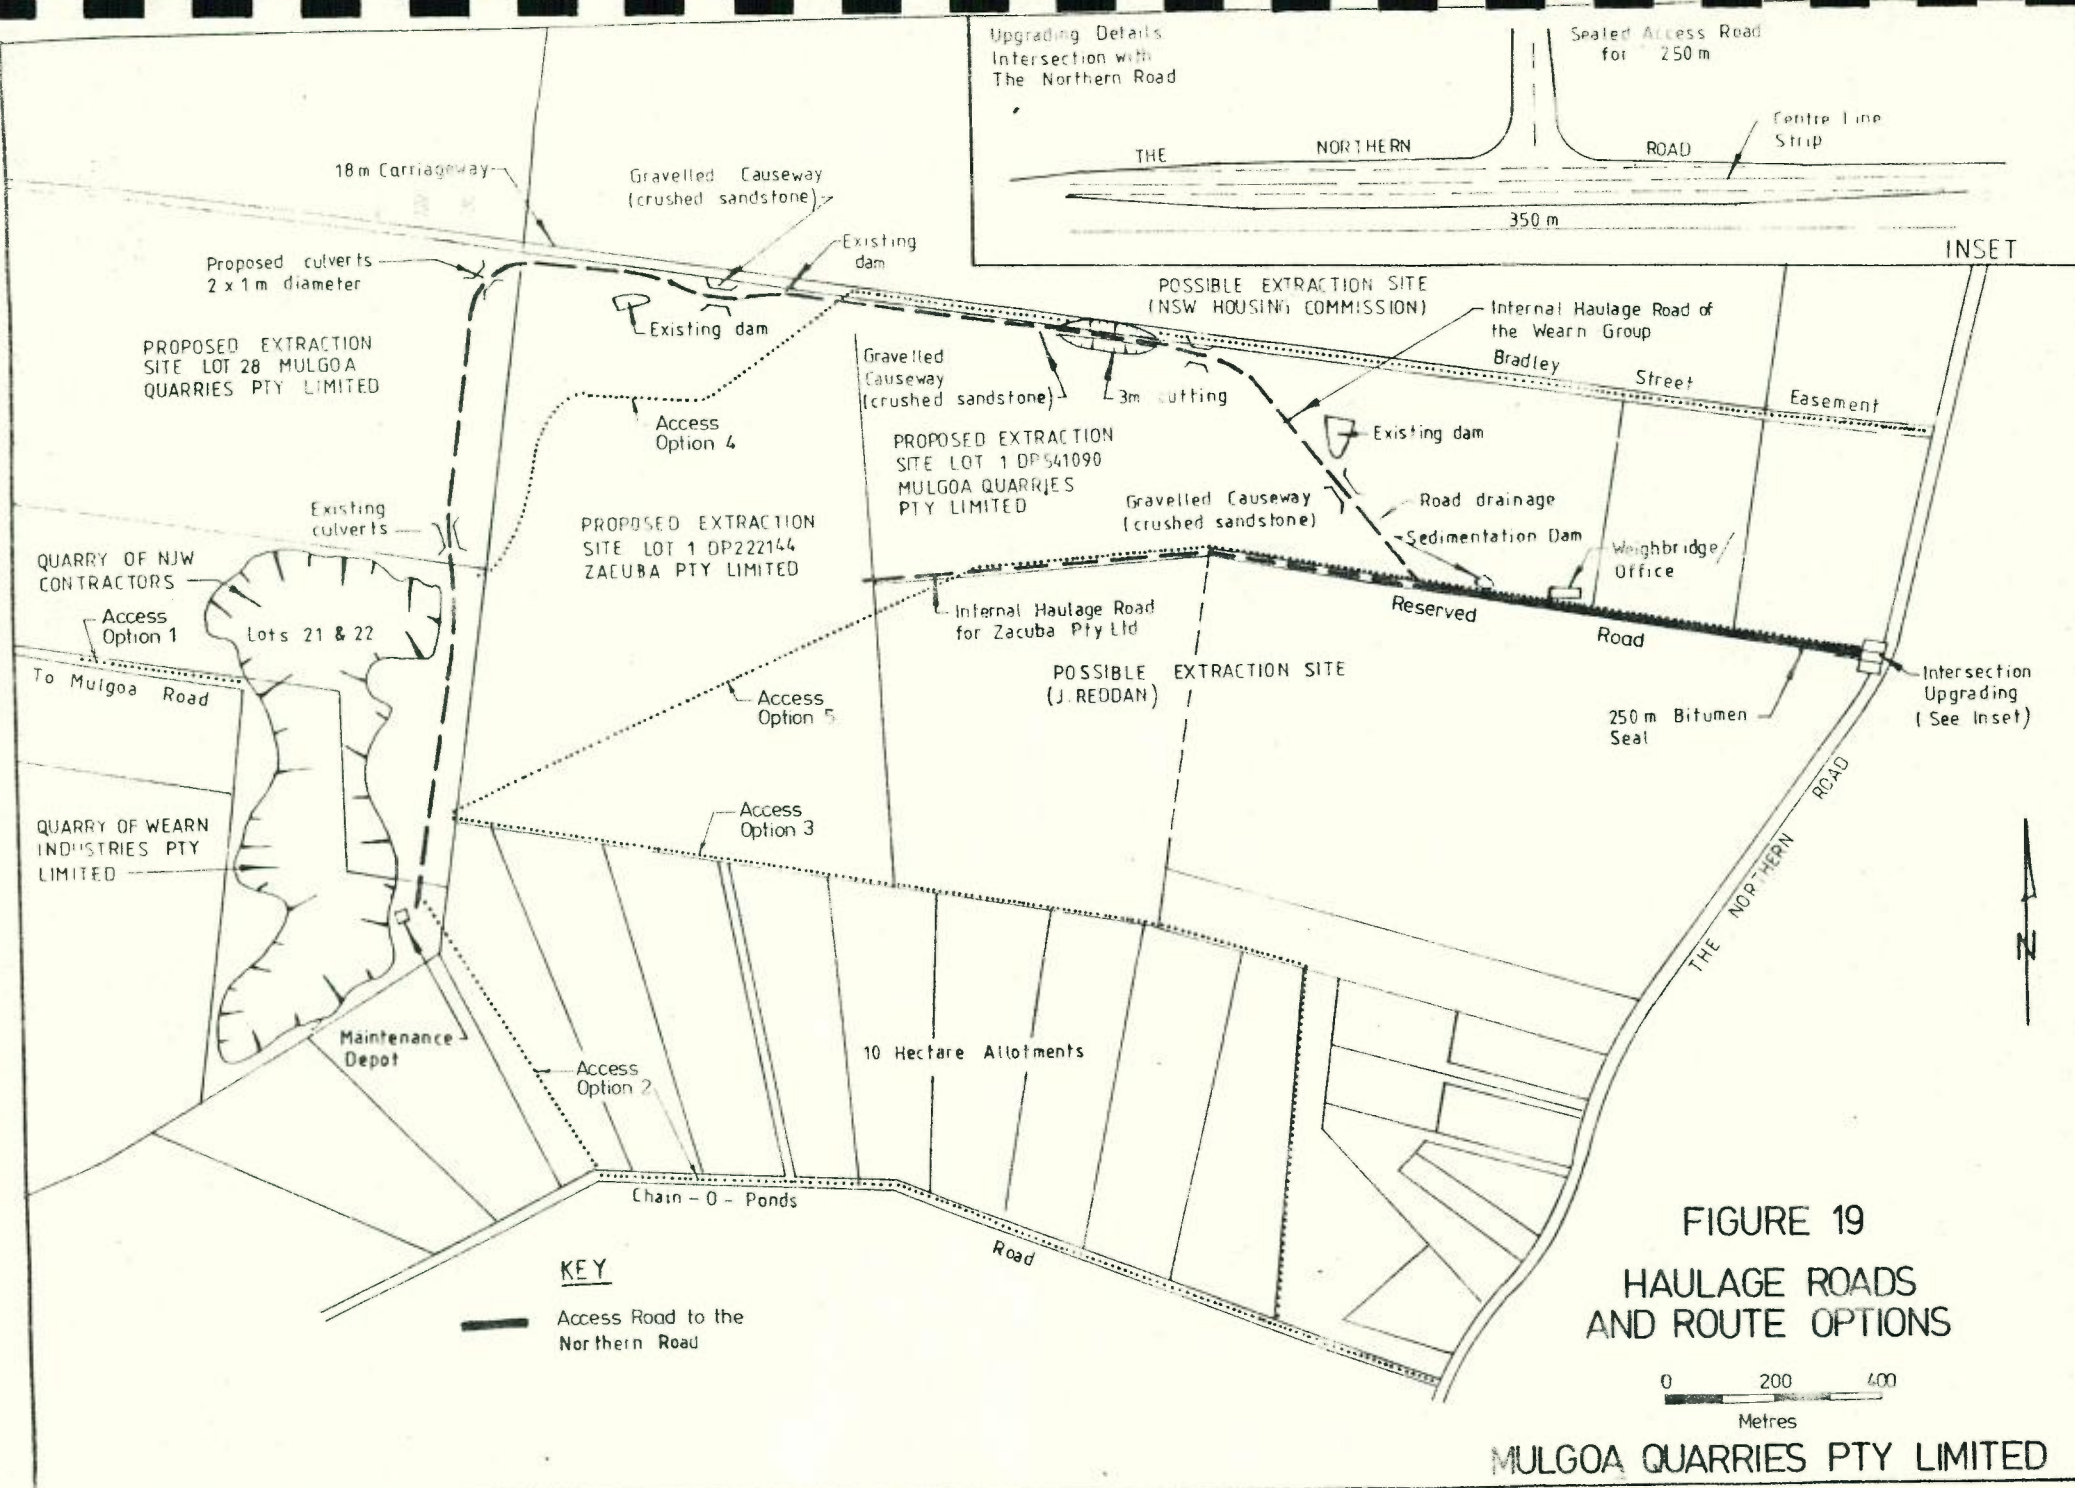 Upgrading Details
Intersection with
The Northern Road
Sealed Access Road
for 250 m
Centre Line
Strip
THE NORTHERN ROAD
350 m
INSET
18 m Carriageway
Gravelled Causeway
(crushed sandstone)
Existing
dam
Proposed culverts
2 x 1 m diameter
Existing dam
POSSIBLE EXTRACTION SITE
(NSW HOUSING COMMISSION)
Internal Haulage Road of
the Wearn Group
Bradley Street Easement
PROPOSED EXTRACTION
SITE LOT 28 MULGOA
QUARRIES PTY LIMITED
Gravelled
Causeway
(crushed sandstone)
3m cutting
Access
Option 4
PROPOSED EXTRACTION
SITE LOT 1 DP541090
MULGOA QUARRIES
PTY LIMITED
Existing dam
Gravelled Causeway
(crushed sandstone)
Road drainage
Sedimentation Dam
Weighbridge/
Office
Existing
culverts
PROPOSED EXTRACTION
SITE LOT 1 DP222144
ZACUBA PTY LIMITED
QUARRY OF NJW
CONTRACTORS
Access
Option 1
Lots 21 & 22
To Mulgoa Road
Internal Haulage Road
for Zacuba Pty Ltd
Reserved Road
POSSIBLE EXTRACTION SITE
(J. REDDAN)
Access
Option 5
Intersection
Upgrading
(See Inset)
250 m Bitumen
Seal
Access
Option 3
QUARRY OF WEARN
INDUSTRIES PTY
LIMITED
THE NORTHERN ROAD
N
Maintenance
Depot
Access
Option 2
10 Hectare Allotments
Chain - O - Ponds Road
KEY
Access Road to the
Northern Road
FIGURE 19
HAULAGE ROADS
AND ROUTE OPTIONS
0 200 400
Metres
MULGOA QUARRIES PTY LIMITED